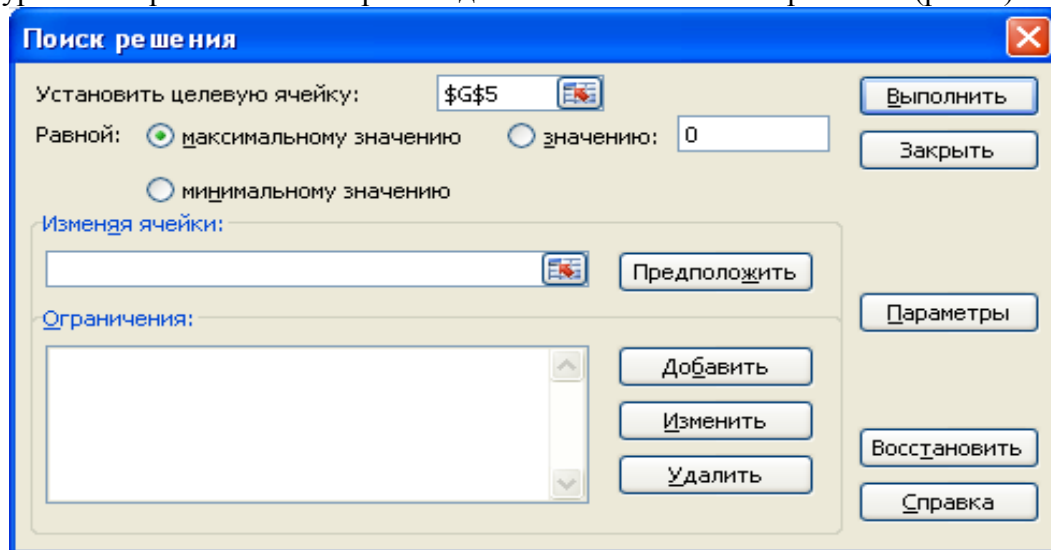 Поиск решения
Установить целевую ячейку: $G$5
Выполнить
Равной: максимальному значению значению: 0
Закрыть
минимальному значению
Изменяя ячейки:
Предположить
Параметры
Ограничения:
Добавить
Изменить
Восстановить
Удалить
Справка